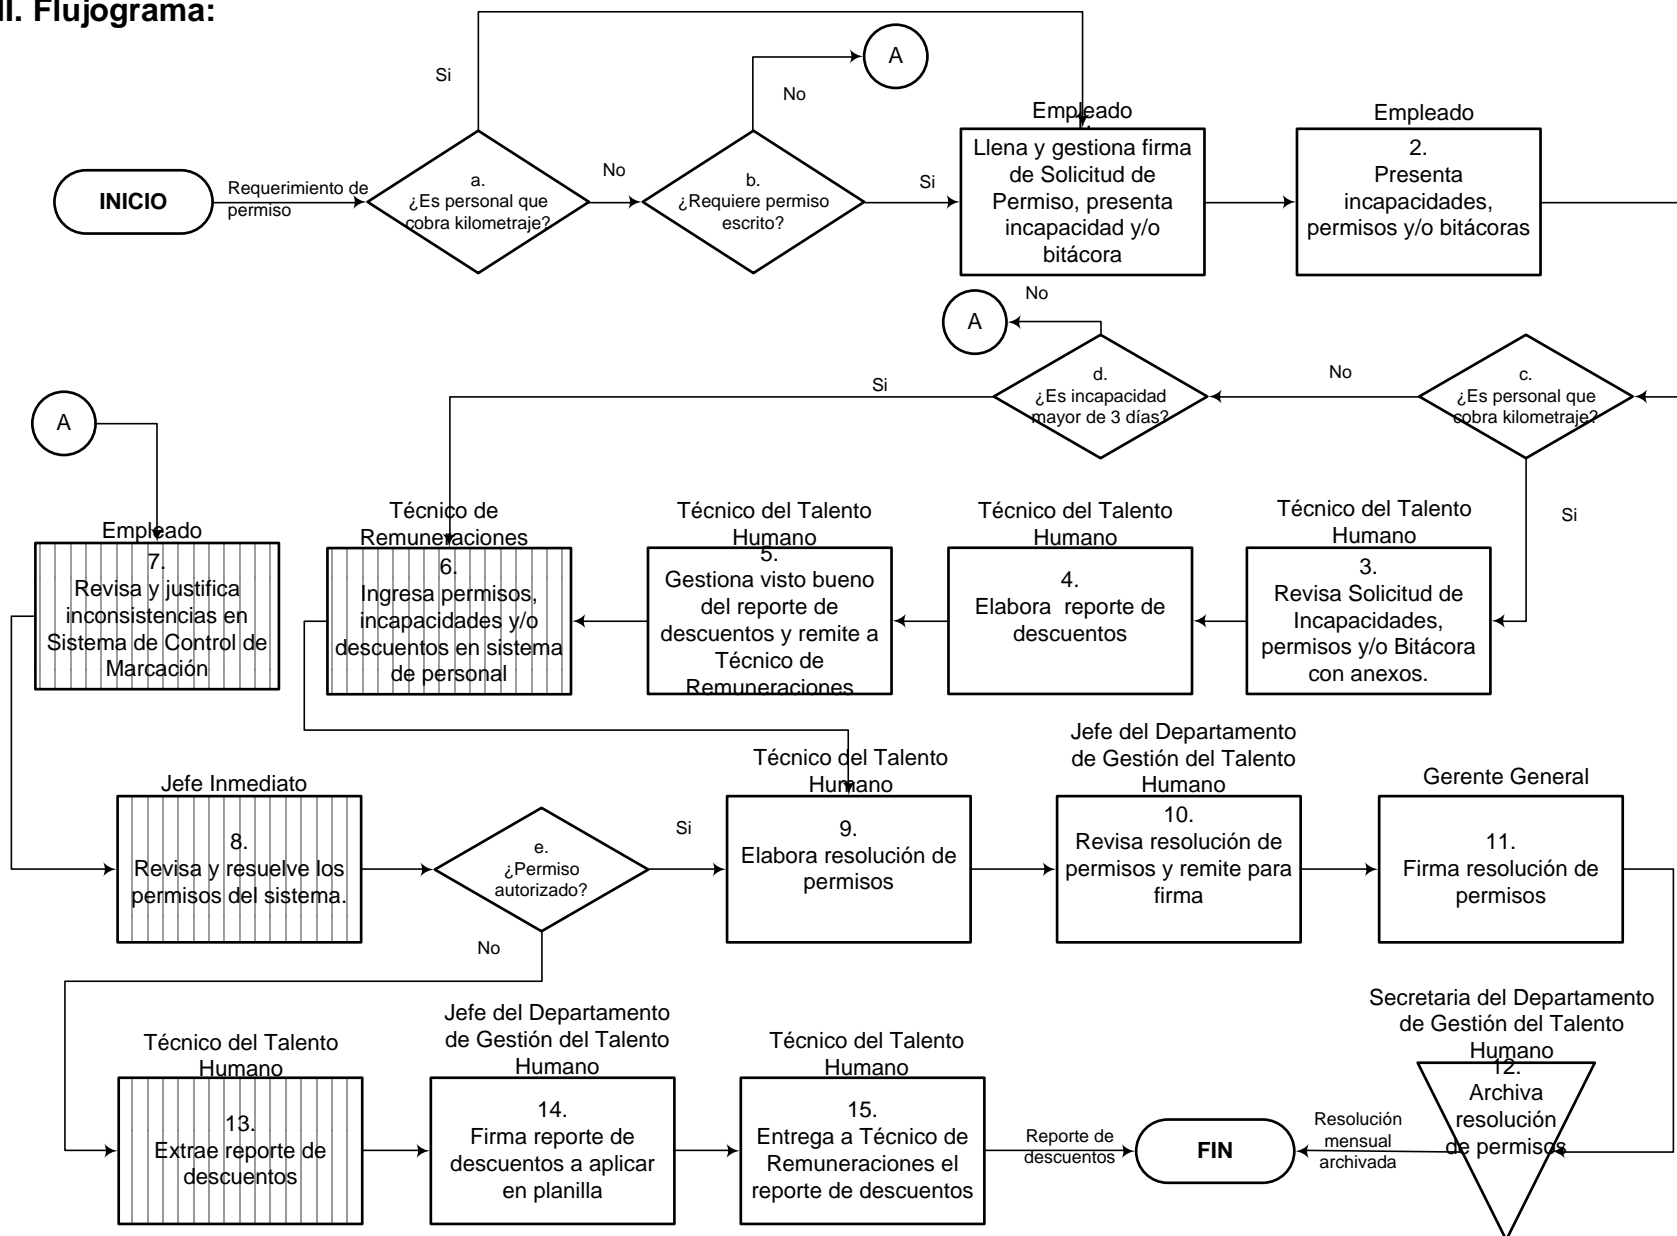 II. Flujograma:
Si
No
A
INICIO
Requerimiento de
permiso
a.
¿Es personal que
cobra kilometraje?
No
b.
¿Requiere permiso
escrito?
Si
Empleado
Llena y gestiona firma
de Solicitud de
Permiso, presenta
incapacidad y/o
bitácora
Empleado
2.
Presenta
incapacidades,
permisos y/o bitácoras
A
No
Si
d.
¿Es incapacidad
mayor de 3 días?
No
c.
¿Es personal que
cobra kilometraje?
Si
A
Empleado
7.
Revisa y justifica
inconsistencias en
Sistema de Control de
Marcación
Técnico de
Remuneraciones
6.
Ingresa permisos,
incapacidades y/o
descuentos en sistema
de personal
Técnico del Talento
Humano
5.
Gestiona visto bueno
del reporte de
descuentos y remite a
Técnico de
Remuneraciones
Técnico del Talento
Humano
4.
Elabora reporte de
descuentos
Técnico del Talento
Humano
3.
Revisa Solicitud de
Incapacidades,
permisos y/o Bitácora
con anexos.
Jefe Inmediato
8.
Revisa y resuelve los
permisos del sistema.
e.
¿Permiso
autorizado?
Si
No
Técnico del Talento
Humano
9.
Elabora resolución de
permisos
Jefe del Departamento
de Gestión del Talento
Humano
10.
Revisa resolución de
permisos y remite para
firma
Gerente General
11.
Firma resolución de
permisos
Técnico del Talento
Humano
13.
Extrae reporte de
descuentos
Jefe del Departamento
de Gestión del Talento
Humano
14.
Firma reporte de
descuentos a aplicar
en planilla
Técnico del Talento
Humano
15.
Entrega a Técnico de
Remuneraciones el
reporte de descuentos
Reporte de
descuentos
FIN
Resolución
mensual
archivada
Secretaria del Departamento
de Gestión del Talento
Humano
12.
Archiva
resolución
de permisos